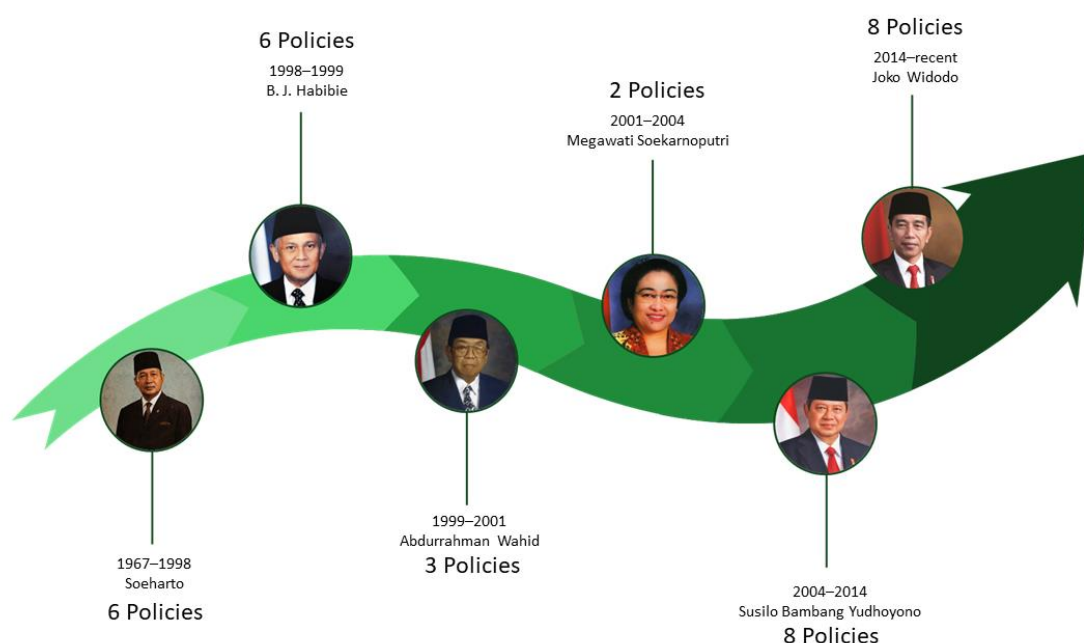 6 Policies
1998–1999
B. J. Habibie
8 Policies
2014–recent
Joko Widodo
2 Policies
2001–2004
Megawati Soekarnoputri
1967–1998
Soeharto
6 Policies
1999–2001
Abdurrahman Wahid
3 Policies
2004–2014
Susilo Bambang Yudhoyono
8 Policies